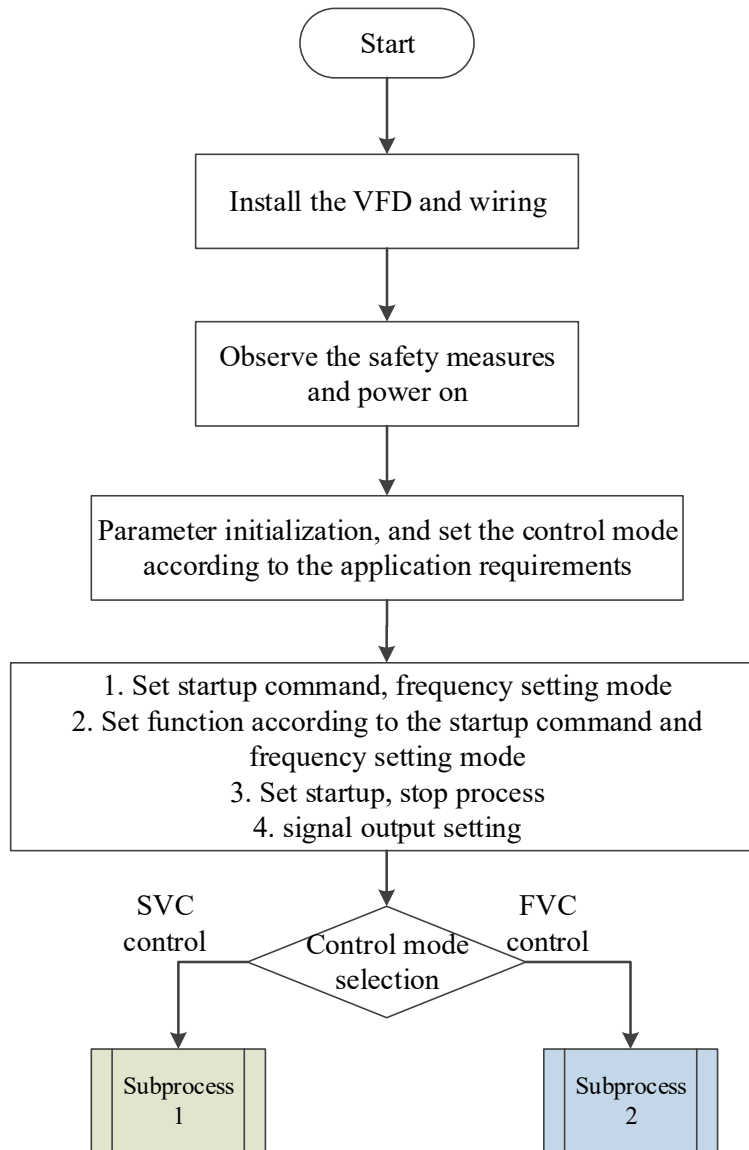 Start
Install the VFD and wiring
Observe the safety measures
and power on
Parameter initialization, and set the control mode
according to the application requirements
1. Set startup command, frequency setting mode
2. Set function according to the startup command and
frequency setting mode
3. Set startup, stop process
4. signal output setting
SVC
control
Control mode
selection
FVC
control
Subprocess
1
Subprocess
2